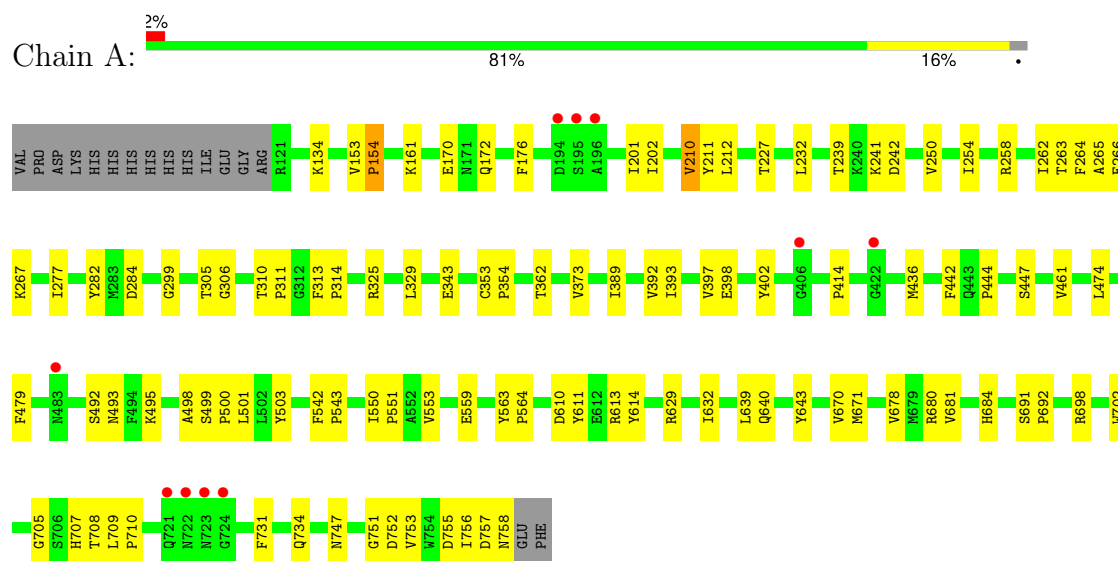 2%
Chain A:
81% 16% •
VAL PRO ASP LYS HIS HIS HIS HIS HIS HIS ILE GLU GLY ARG R121 K134 V153 P154 K161 E170 N171 Q172 F176 D194 S195 A196 I201 I202 V210 Y211 L212 T227 L232 T239 K240 K241 D242 V250 I254 R258 I262 T263 F264 A265
K267 I277 Y282 M283 D284 G299 T305 G306 T310 P311 G312 F313 P314 R325 L329 E343 C353 P354 T362 V373 I389 V392 I393 V397 E398 Y402 G406 P414 G422 M436 F442 Q443 P444 S447 V461 L474
F479 N483 S492 N493 F494 K495 A498 S499 P500 L501 L502 Y503 F542 P543 I550 P551 A552 V553 E559 Y563 P564 D610 Y611 E612 R613 Y614 R629 I632 L639 Q640 Y643 V670 M671 V678 M679 R680 V681 H684 S691 P692 R698
G705 S706 H707 T708 L709 P710 Q721 N722 N723 G724 F731 Q734 N747 G751 D752 V753 W754 D755 I756 D757 N758 GLU PHE